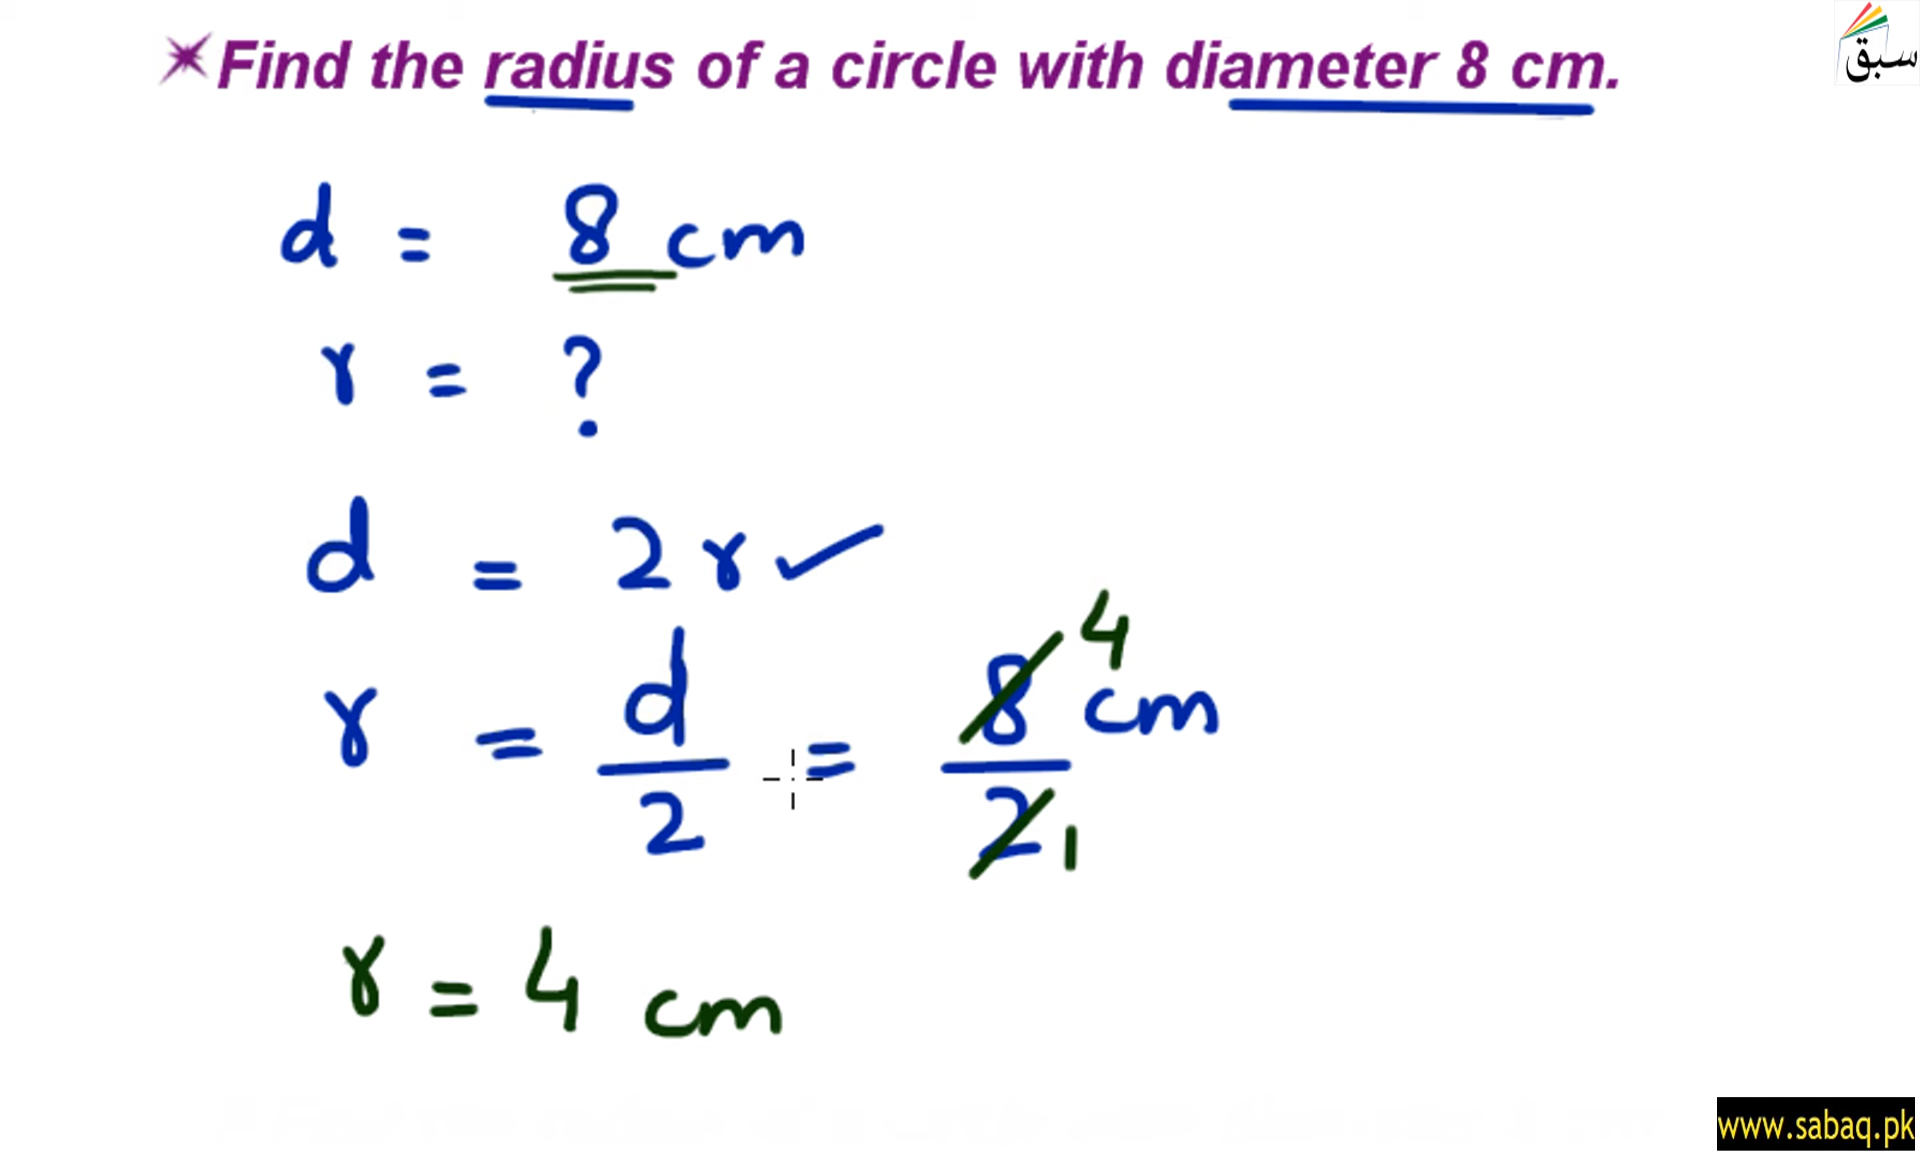 Find the radius of a circle with diameter 8 cm.
سبق
d = 8 cm
r = ?
d = 2r ✓
r = d/2 = 8/2 cm 4 1
r = 4 cm
www.sabaq.pk